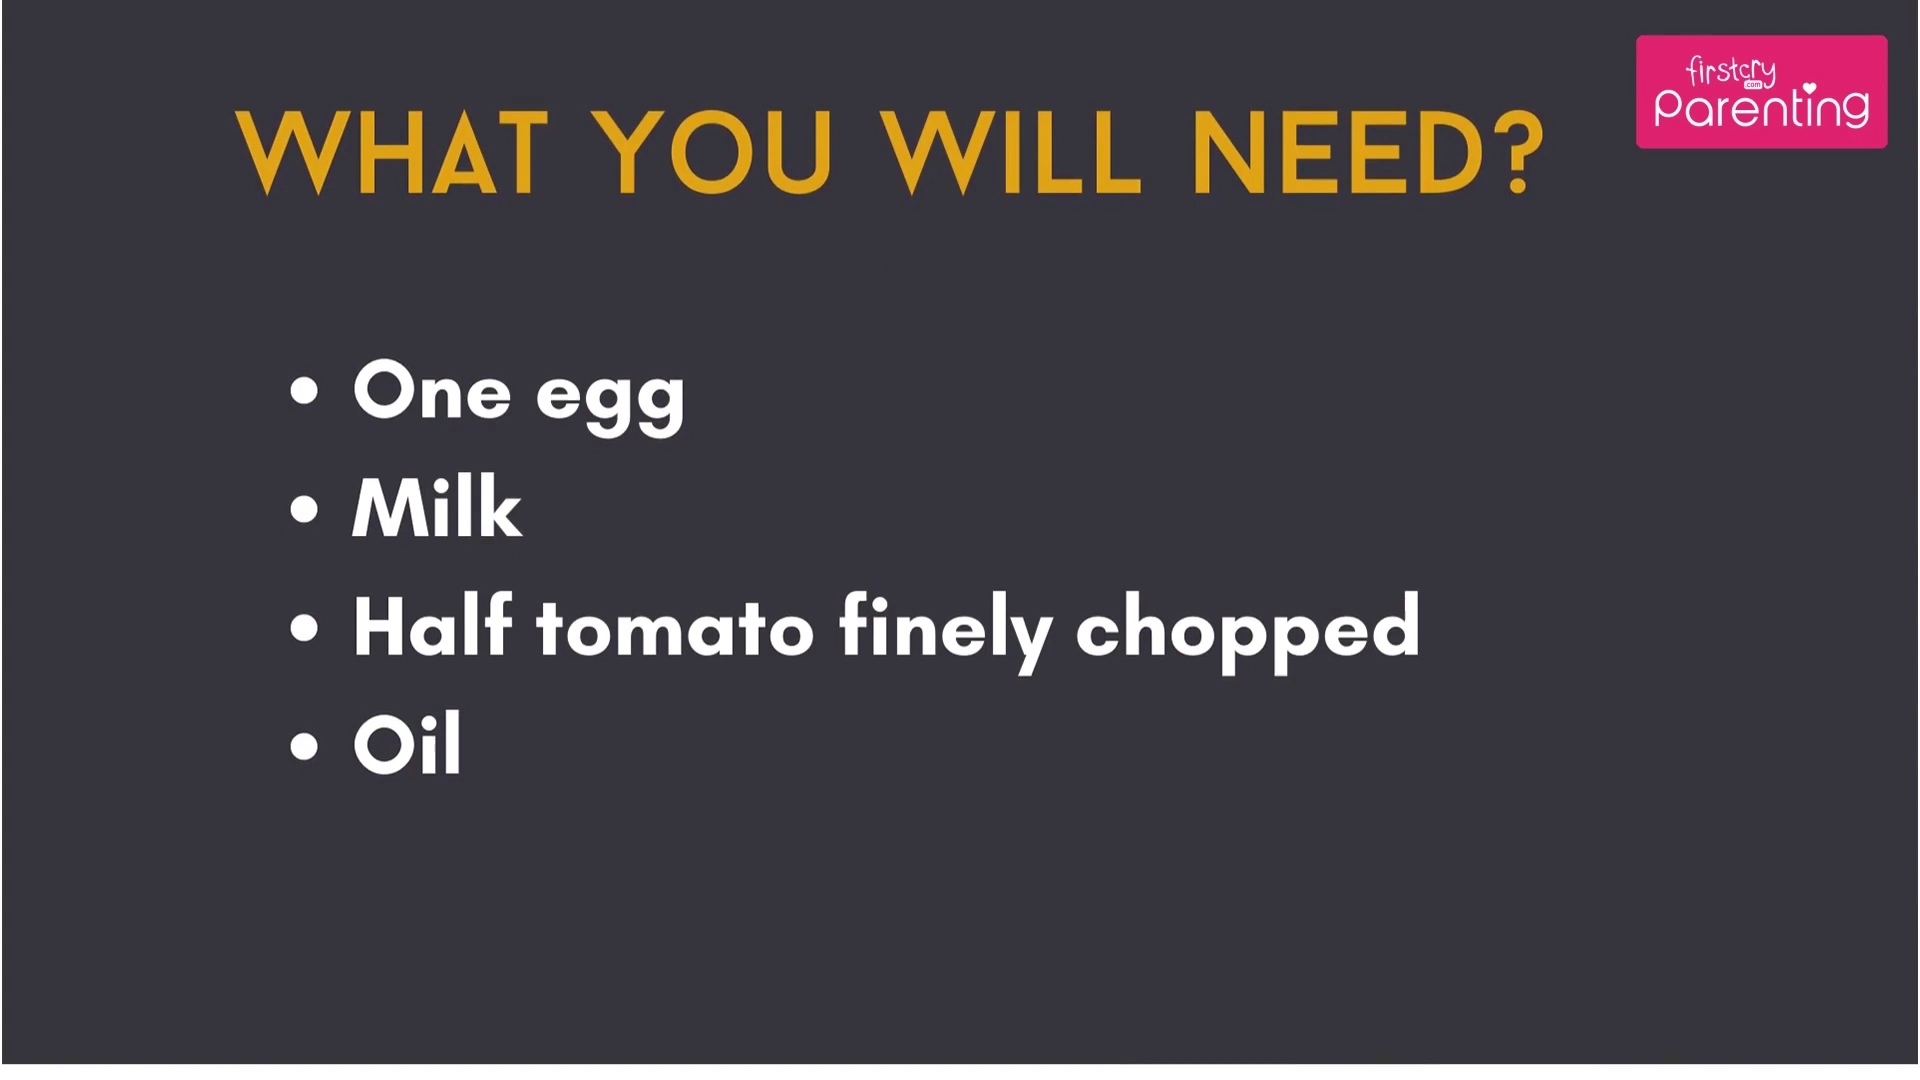 firstcry
.com
Parenting
WHAT YOU WILL NEED?
• One egg
• Milk
• Half tomato finely chopped
• Oil